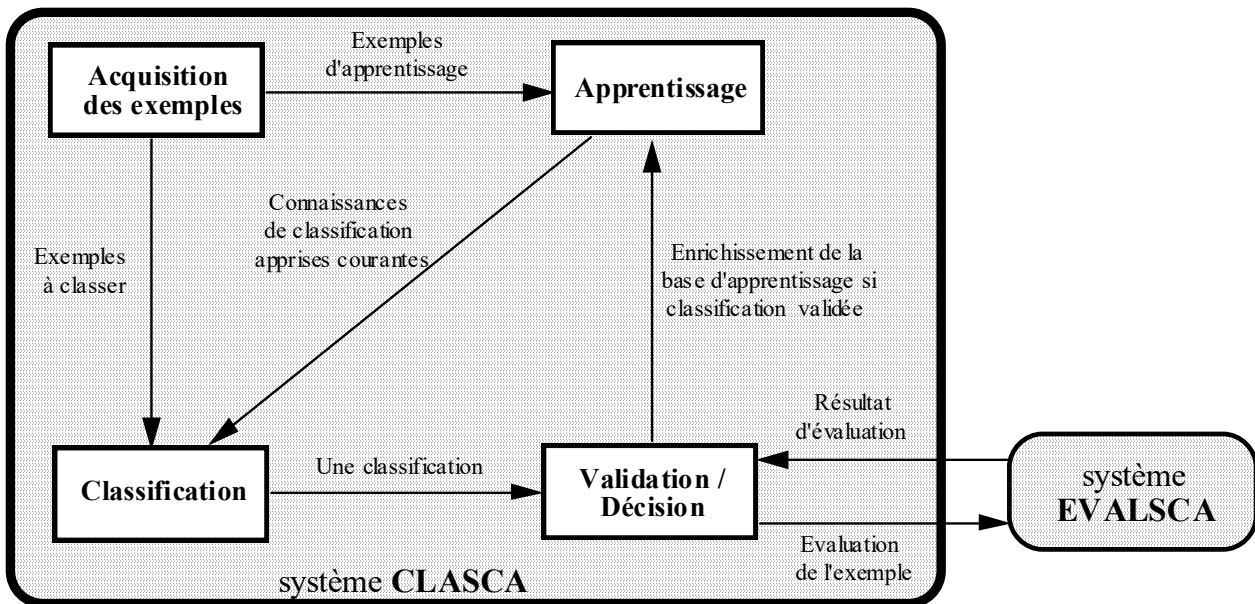 Exemples
d'apprentissage
Acquisition
des exemples
Apprentissage
Connaissances
de classification
apprises courantes
Exemples
à classer
Enrichissement de la
base d'apprentissage si
classification validée
Résultat
d'évaluation
Une classification
Classification
Validation /
Décision
système
EVALSCA
Evaluation
de l'exemple
système CLASCA